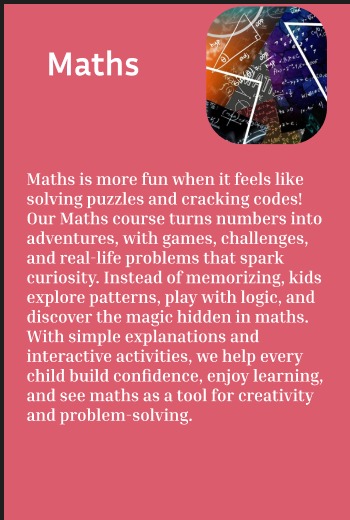 Maths
Maths is more fun when it feels like
solving puzzles and cracking codes!
Our Maths course turns numbers into
adventures, with games, challenges,
and real-life problems that spark
curiosity. Instead of memorizing, kids
explore patterns, play with logic, and
discover the magic hidden in maths.
With simple explanations and
interactive activities, we help every
child build confidence, enjoy learning,
and see maths as a tool for creativity
and problem-solving.